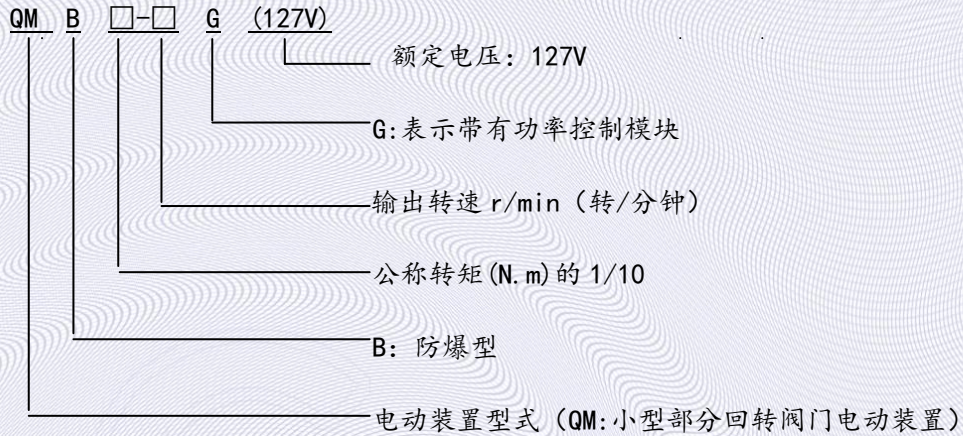 QM B □-□ G (127V)
额定电压: 127V
G:表示带有功率控制模块
输出转速 r/min（转/分钟）
公称转矩(N.m)的 1/10
B: 防爆型
电动装置型式（QM:小型部分回转阀门电动装置）